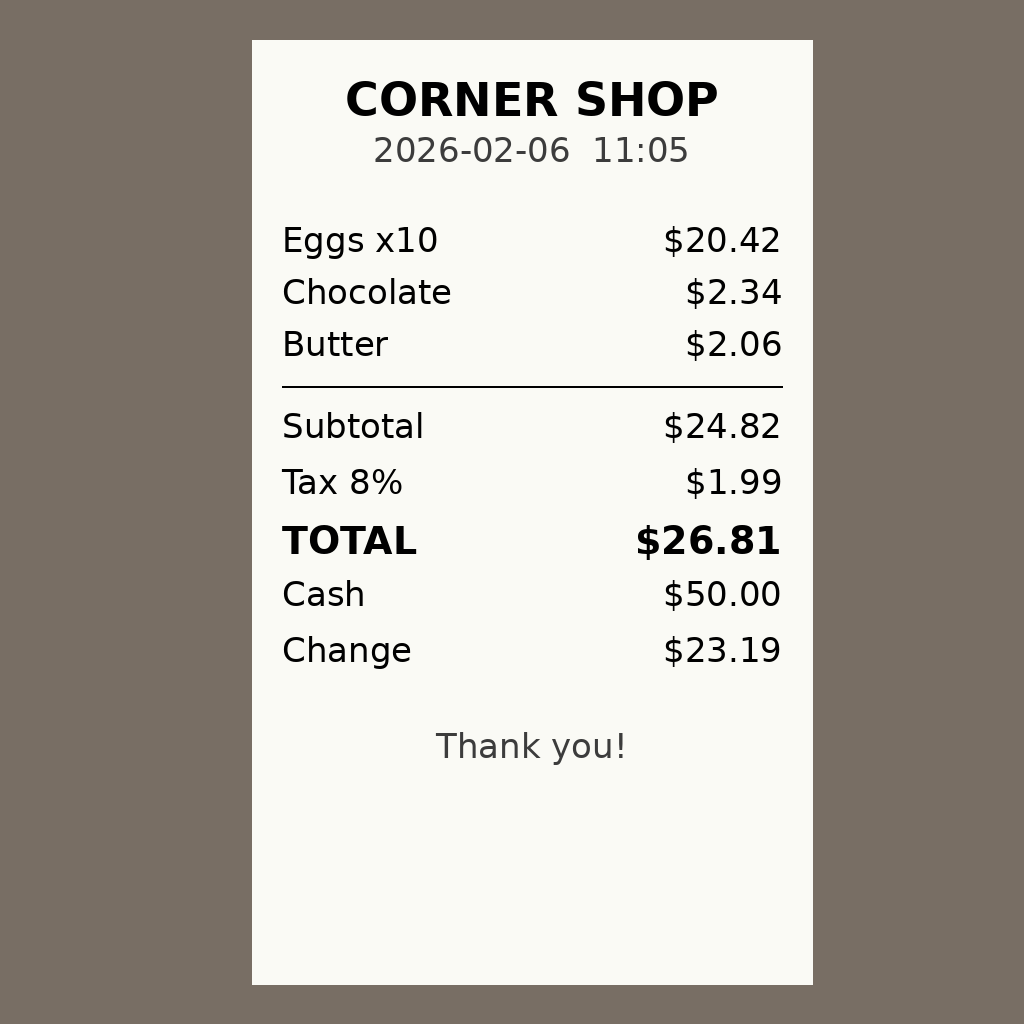 CORNER SHOP
2026-02-06  11:05
Eggs x10 $20.42
Chocolate $2.34
Butter $2.06
Subtotal $24.82
Tax 8% $1.99
TOTAL $26.81
Cash $50.00
Change $23.19
Thank you!